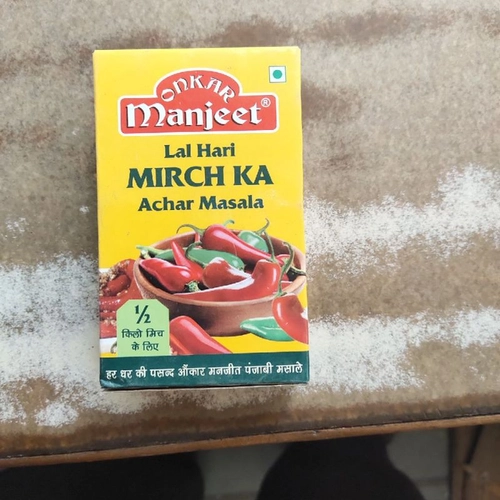 ONKAR
Manjeet®
Lal Hari
MIRCH KA
Achar Masala
1/2
किलो मिर्च
के लिए
हर घर की पसन्द ओंकार मनजीत पंजाबी मसाले